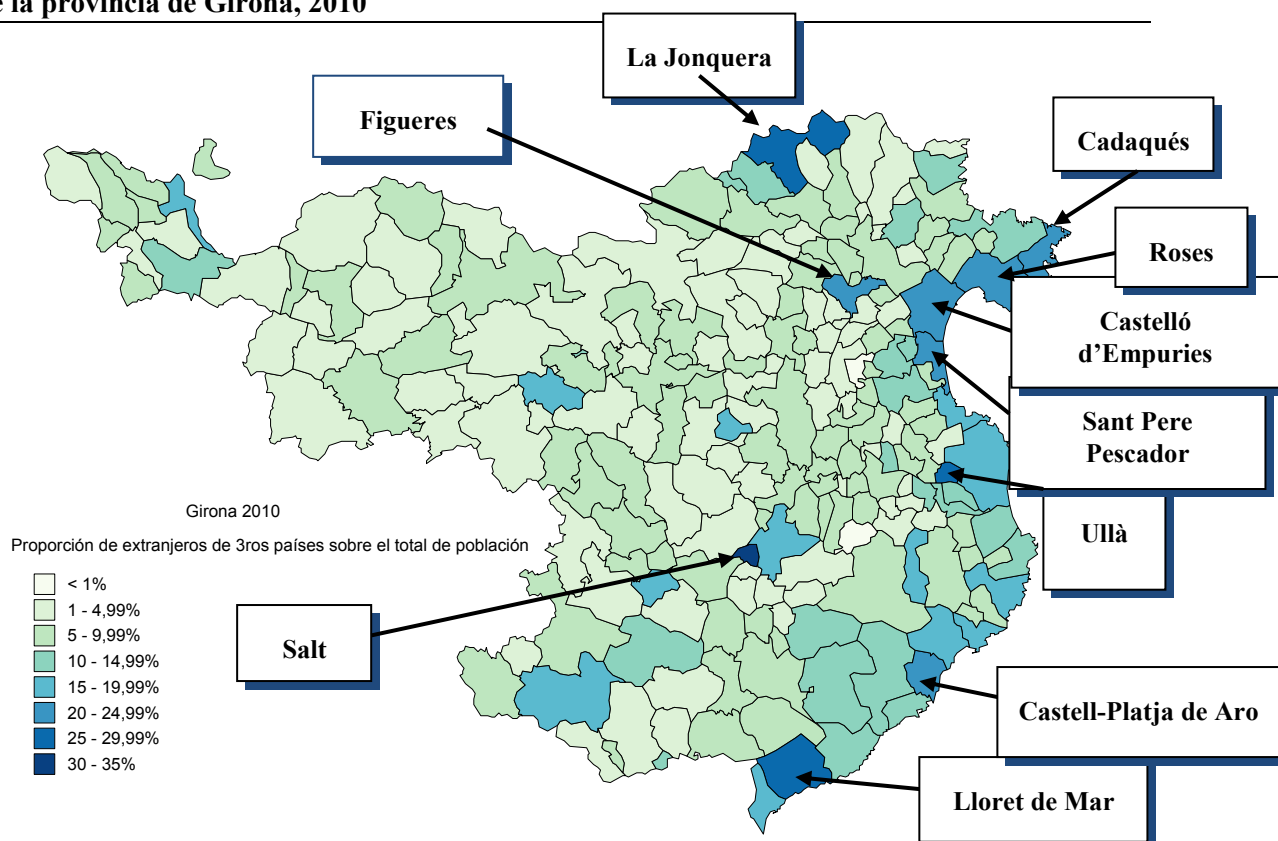 e la provincia de Girona, 2010
La Jonquera
Figueres
Cadaqués
Roses
Castelló
d’Empuries
Sant Pere
Pescador
Ullà
Girona 2010
Proporción de extranjeros de 3ros países sobre el total de población
< 1%
1 - 4,99%
5 - 9,99%
10 - 14,99%
15 - 19,99%
20 - 24,99%
25 - 29,99%
30 - 35%
Salt
Castell-Platja de Aro
Lloret de Mar